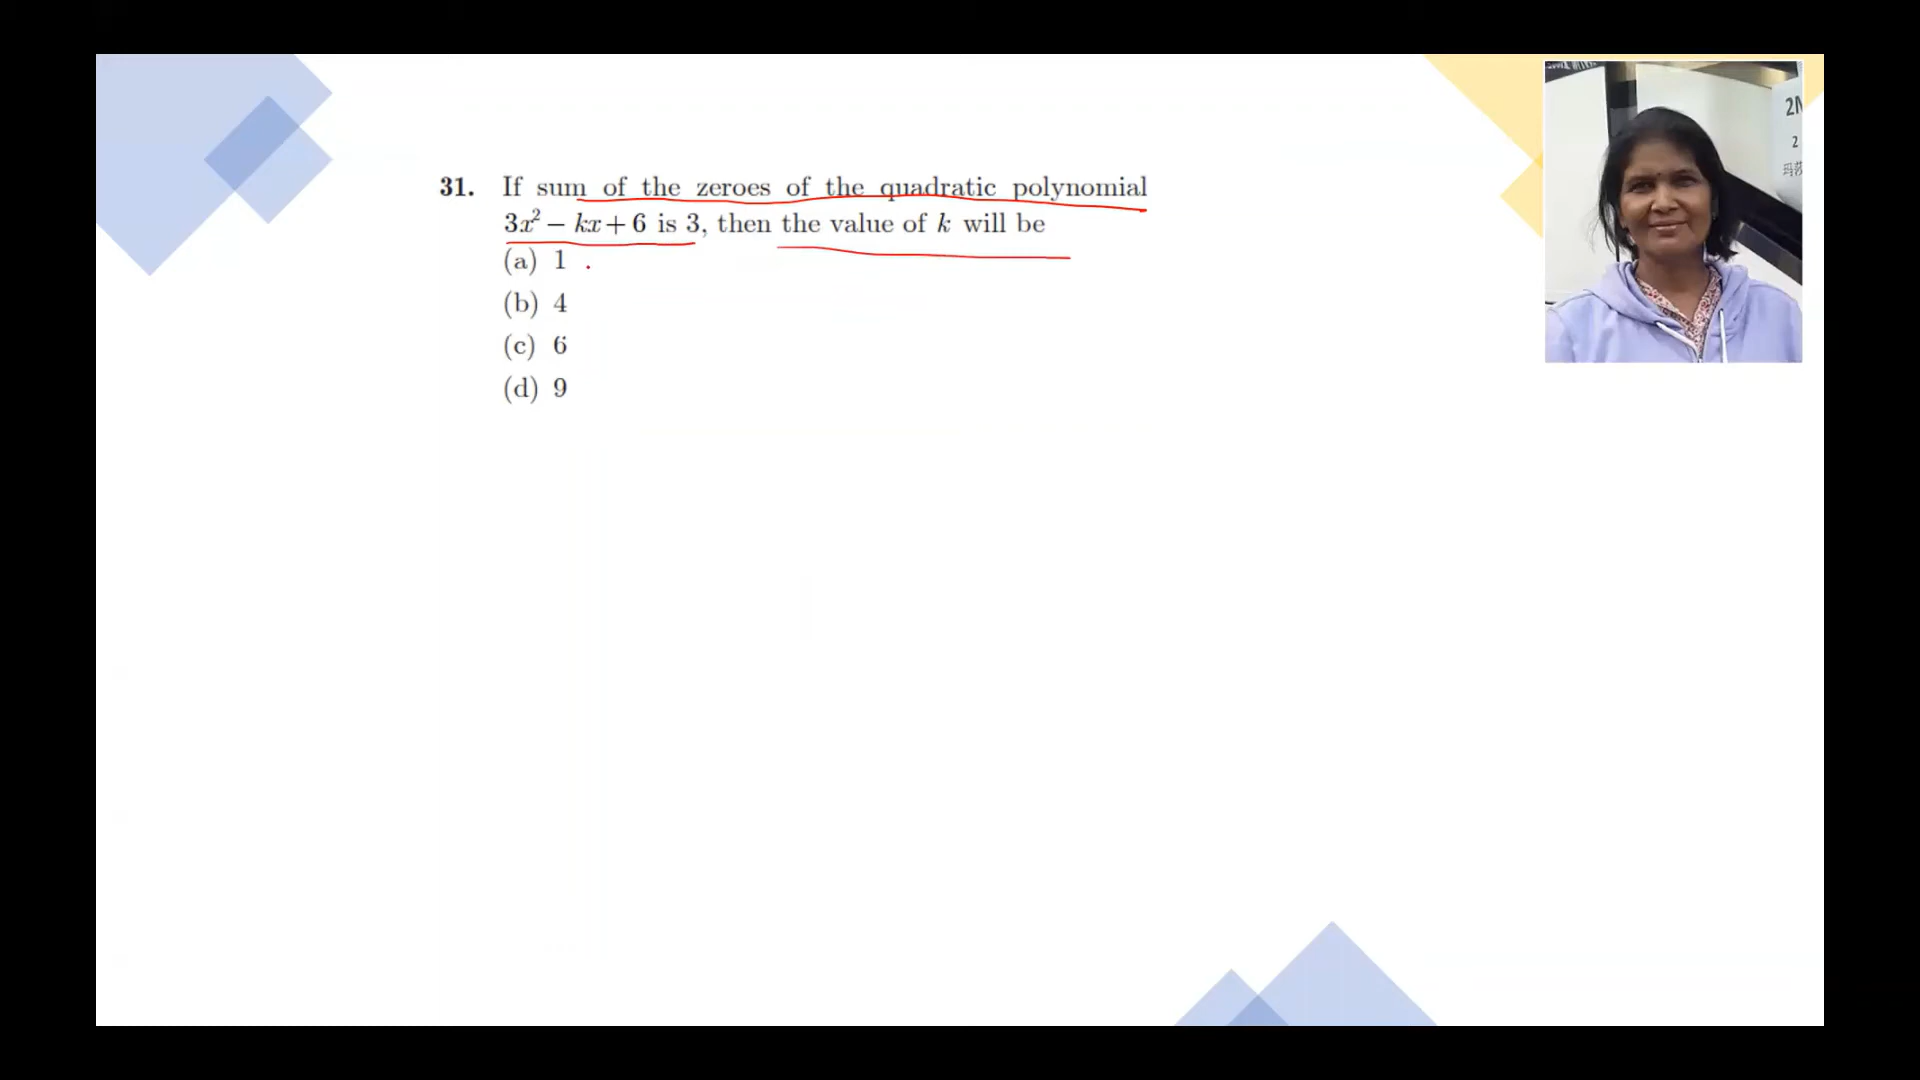 31. If sum of the zeroes of the quadratic polynomial
3x² − kx + 6 is 3, then the value of k will be
(a) 1
(b) 4
(c) 6
(d) 9
2